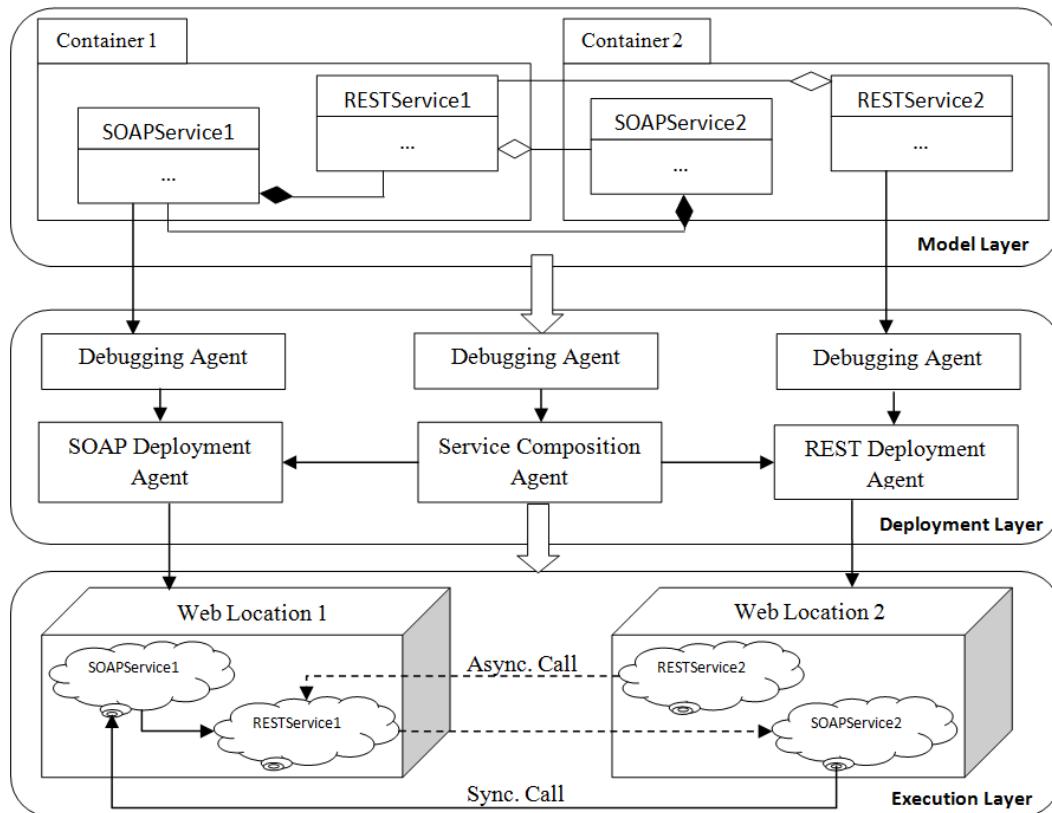 Container 1
Container 2
RESTService1
RESTService2
SOAPService1
SOAPService2
...
...
...
...
Model Layer
Debugging Agent
Debugging Agent
Debugging Agent
SOAP Deployment
Agent
Service Composition
Agent
REST Deployment
Agent
Deployment Layer
Web Location 1
Web Location 2
SOAPService1
Async. Call
RESTService2
RESTService1
SOAPService2
Sync. Call
Execution Layer